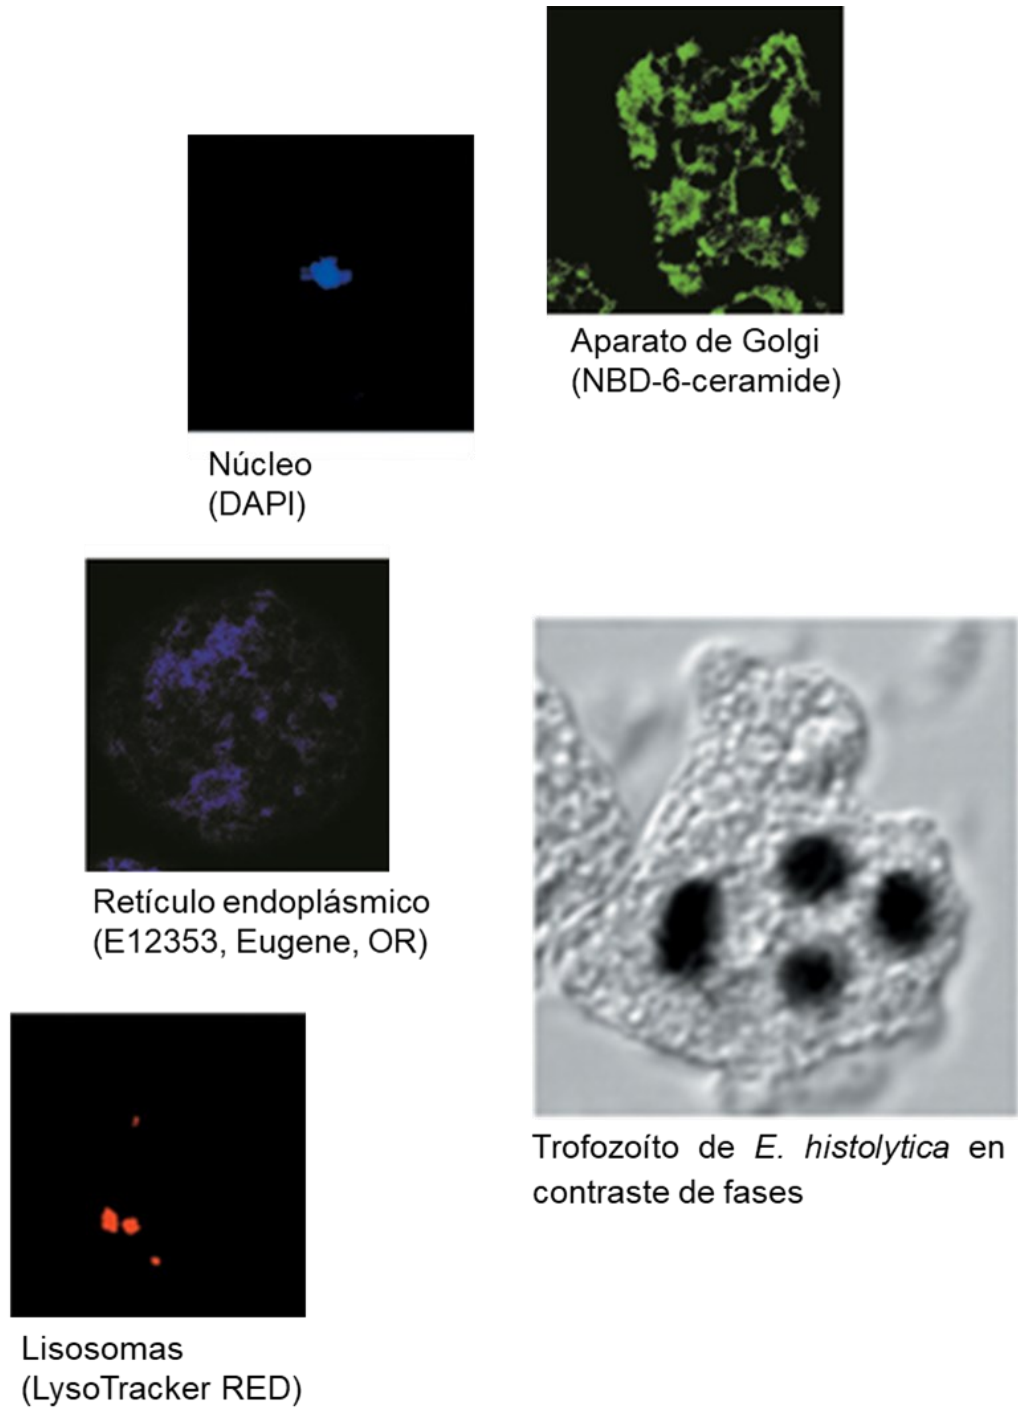 Aparato de Golgi
(NBD-6-ceramide)
Núcleo
(DAPI)
Retículo endoplásmico
(E12353, Eugene, OR)
Trofozoíto de E. histolytica en
contraste de fases
Lisosomas
(LysoTracker RED)